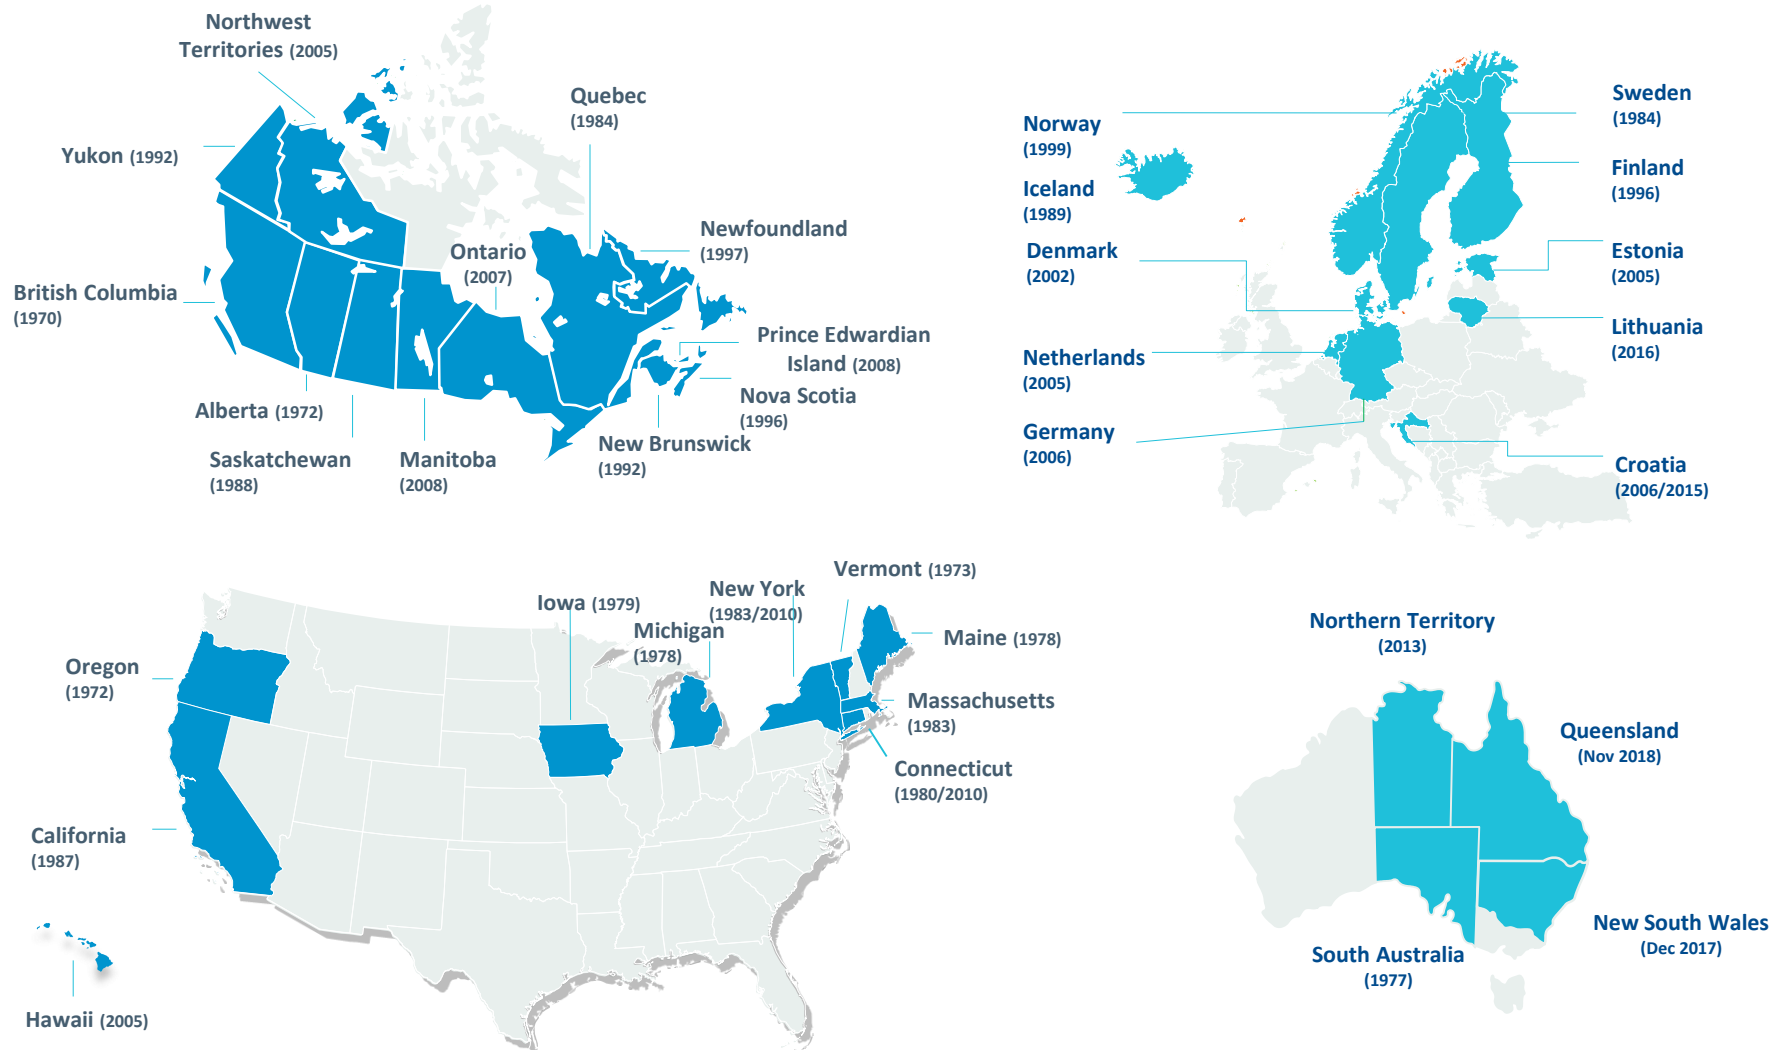 Northwest
Territories (2005)
Quebec
(1984)
Yukon (1992)
Newfoundland
(1997)
Ontario
(2007)
British Columbia
(1970)
Prince Edwardian
Island (2008)
Nova Scotia
(1996)
Alberta (1972)
New Brunswick
(1992)
Saskatchewan
(1988)
Manitoba
(2008)
Sweden
(1984)
Norway
(1999)
Finland
(1996)
Iceland
(1989)
Denmark
(2002)
Estonia
(2005)
Lithuania
(2016)
Netherlands
(2005)
Germany
(2006)
Croatia
(2006/2015)
Vermont (1973)
New York
(1983/2010)
Iowa (1979)
Michigan
(1978)
Maine (1978)
Oregon
(1972)
Massachusetts
(1983)
Connecticut
(1980/2010)
California
(1987)
Hawaii (2005)
Northern Territory
(2013)
Queensland
(Nov 2018)
New South Wales
(Dec 2017)
South Australia
(1977)